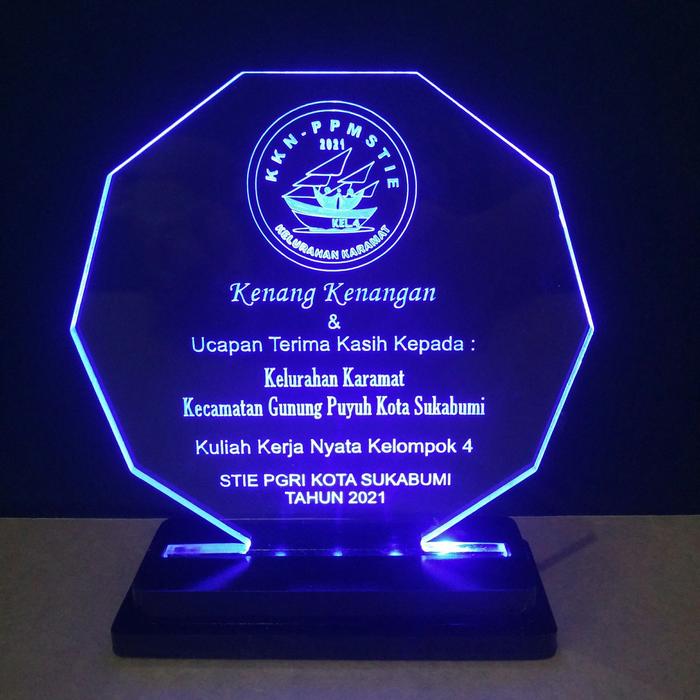 KKN-PPMSTIE
2021
KEL.4
KELURAHAN KARAMAT
Kenang Kenangan
&
Ucapan Terima Kasih Kepada :
Kelurahan Karamat
Kecamatan Gunung Puyuh Kota Sukabumi
Kuliah Kerja Nyata Kelompok 4
STIE PGRI KOTA SUKABUMI
TAHUN 2021